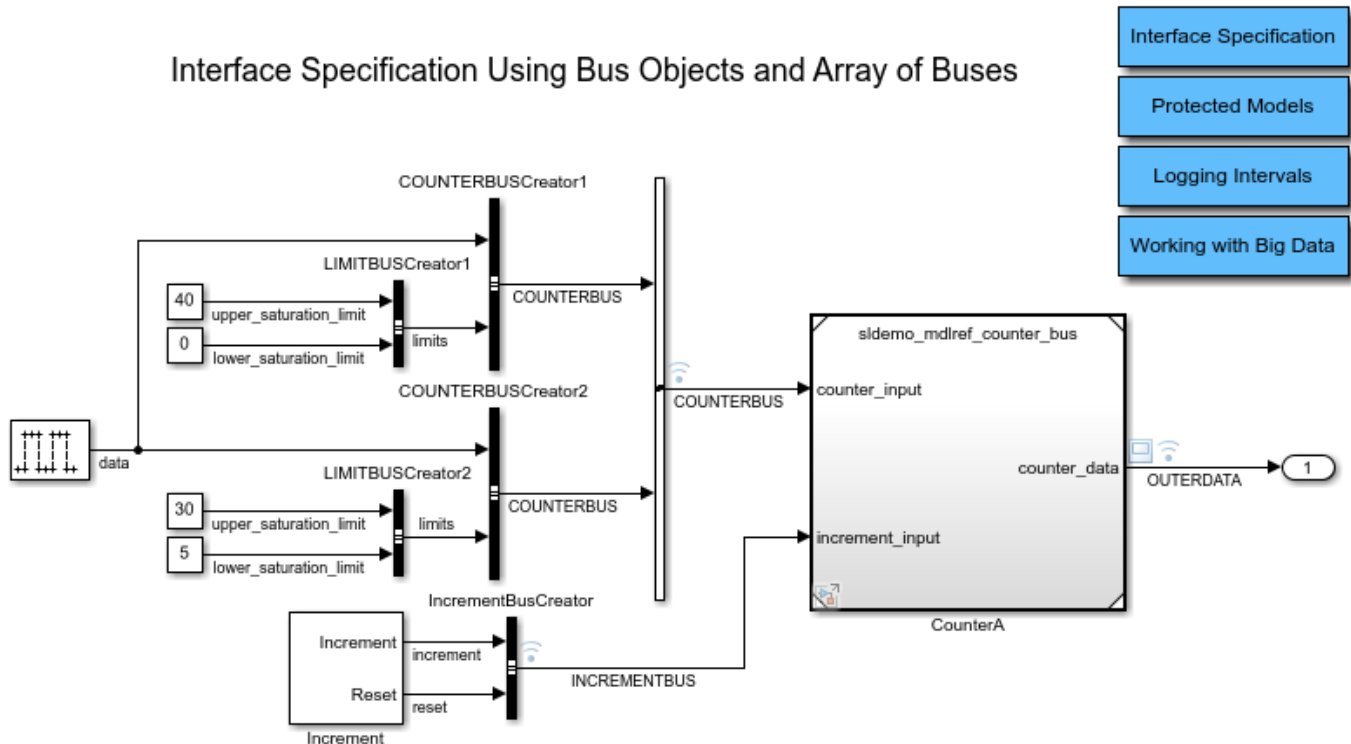 Interface Specification Using Bus Objects and Array of Buses
Interface Specification
Protected Models
Logging Intervals
Working with Big Data
COUNTERBUSCreator1
LIMITBUSCreator1
40
upper_saturation_limit
0
lower_saturation_limit
limits
COUNTERBUS
COUNTERBUSCreator2
data
LIMITBUSCreator2
30
upper_saturation_limit
5
lower_saturation_limit
limits
COUNTERBUS
COUNTERBUS
IncrementBusCreator
Increment
increment
Reset
reset
Increment
INCREMENTBUS
sldemo_mdlref_counter_bus
counter_input
counter_data
increment_input
CounterA
OUTERDATA
1